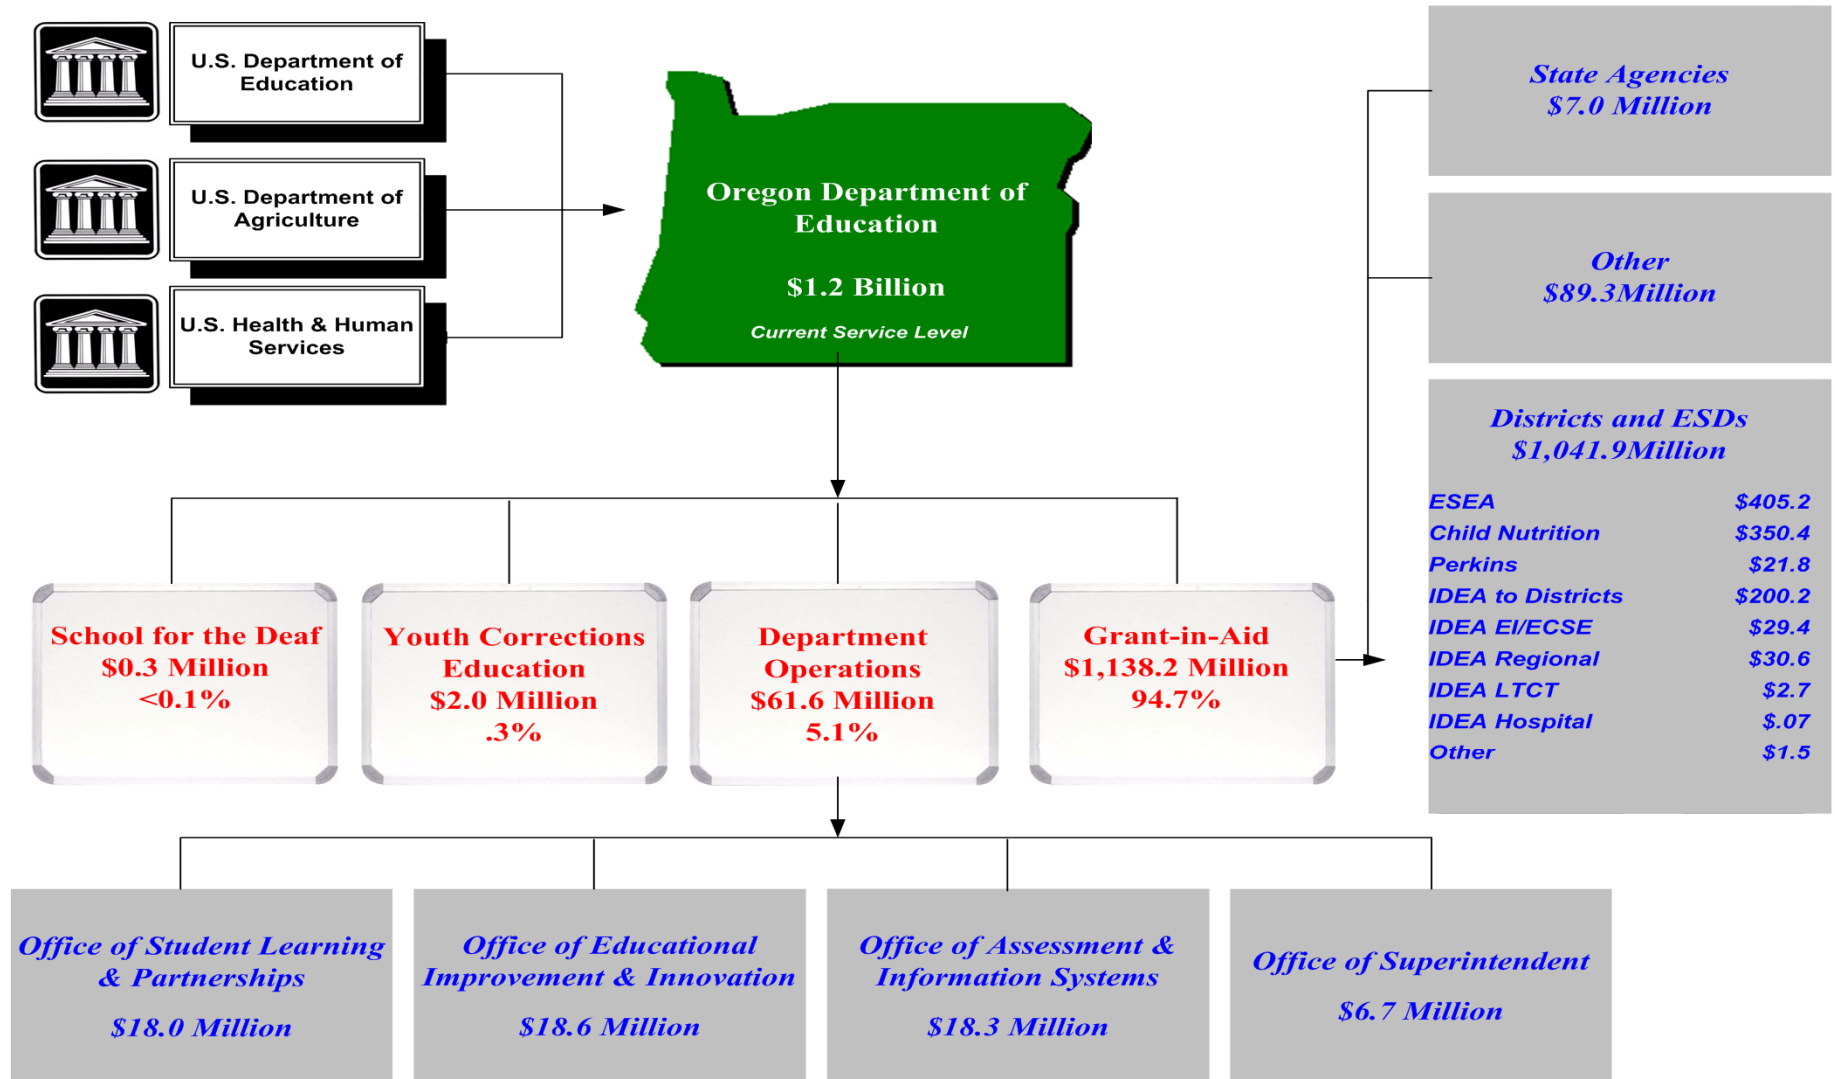 U.S. Department of
Education
U.S. Department of
Agriculture
U.S. Health & Human
Services
Oregon Department of
Education
$1.2 Billion
Current Service Level
State Agencies
$7.0 Million
Other
$89.3Million
Districts and ESDs
$1,041.9Million
ESEA $405.2
Child Nutrition $350.4
Perkins $21.8
IDEA to Districts $200.2
IDEA EI/ECSE $29.4
IDEA Regional $30.6
IDEA LTCT $2.7
IDEA Hospital $.07
Other $1.5
School for the Deaf
$0.3 Million
<0.1%
Youth Corrections
Education
$2.0 Million
.3%
Department
Operations
$61.6 Million
5.1%
Grant-in-Aid
$1,138.2 Million
94.7%
Office of Student Learning
& Partnerships
$18.0 Million
Office of Educational
Improvement & Innovation
$18.6 Million
Office of Assessment &
Information Systems
$18.3 Million
Office of Superintendent
$6.7 Million